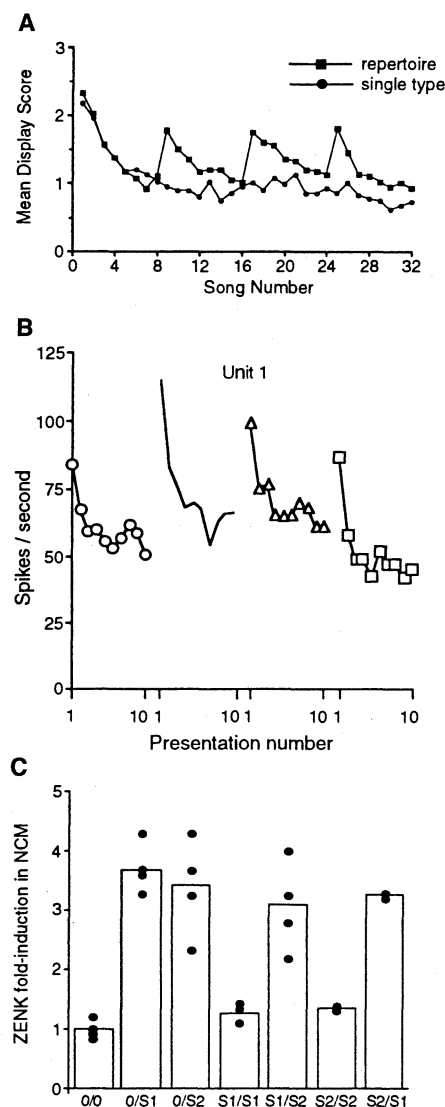 A
3
2
1
0
Mean Display Score
repertoire
single type
0 4 8 12 16 20 24 28 32
Song Number
B
125
100
75
50
25
0
Spikes / second
Unit 1
1 10 1 10 1 10 1 10
Presentation number
C
5
4
3
2
1
0
ZENK fold-induction in NCM
0/0 0/S1 0/S2 S1/S1 S1/S2 S2/S2 S2/S1